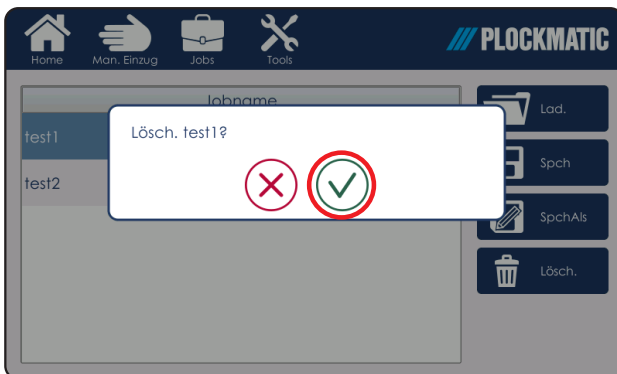 Home
Man. Einzug
Jobs
Tools
PLOCKMATIC
Jobname
Lad.
test1
Lösch. test1?
Spch
test2
SpchAls
Lösch.